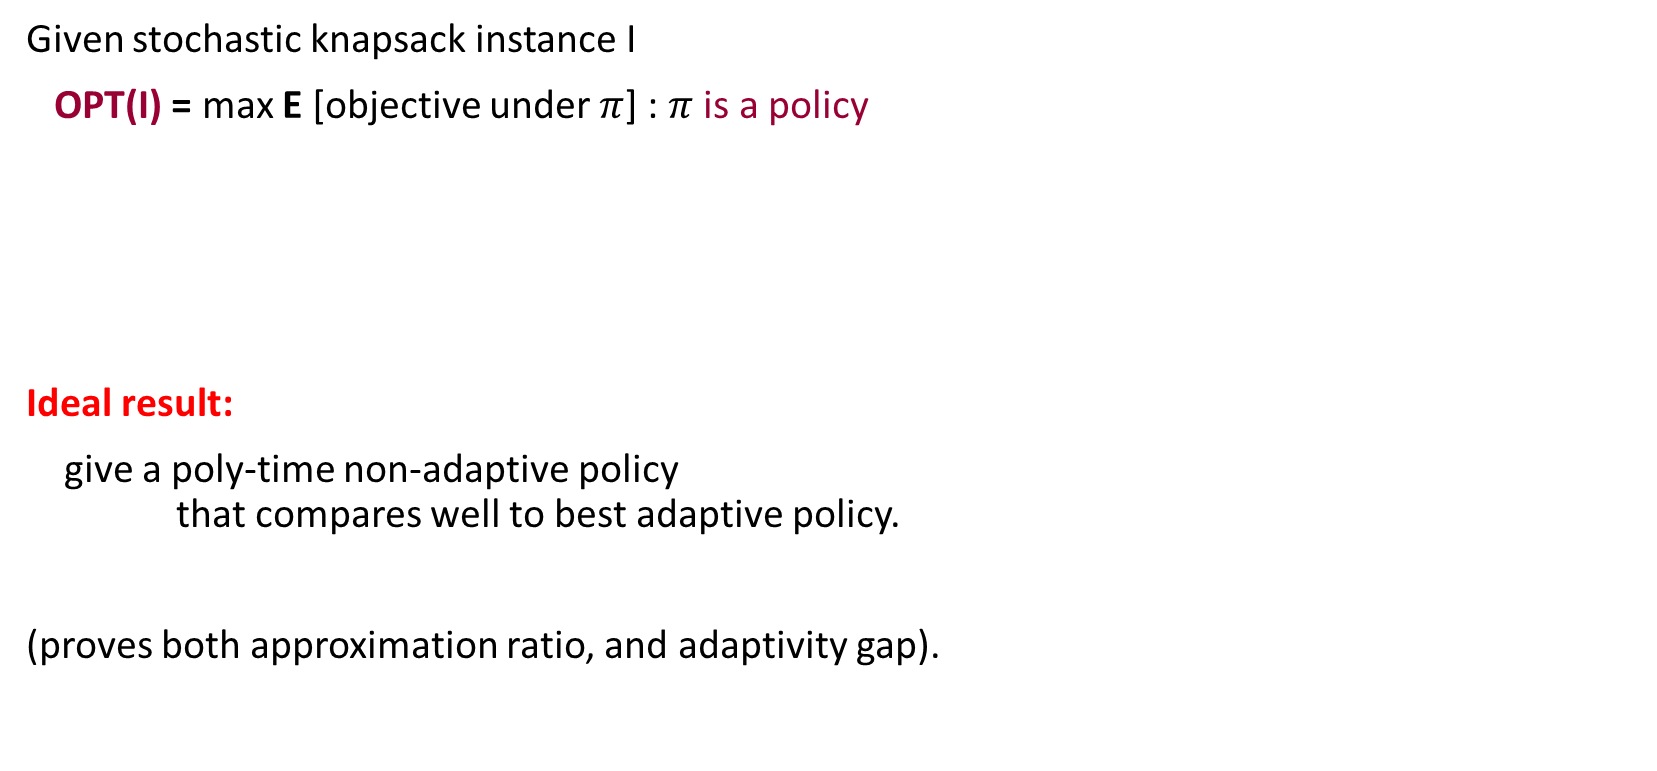 Given stochastic knapsack instance I
OPT(I) = max E [objective under π] : π is a policy
Ideal result:
give a poly-time non-adaptive policy
that compares well to best adaptive policy.
(proves both approximation ratio, and adaptivity gap).